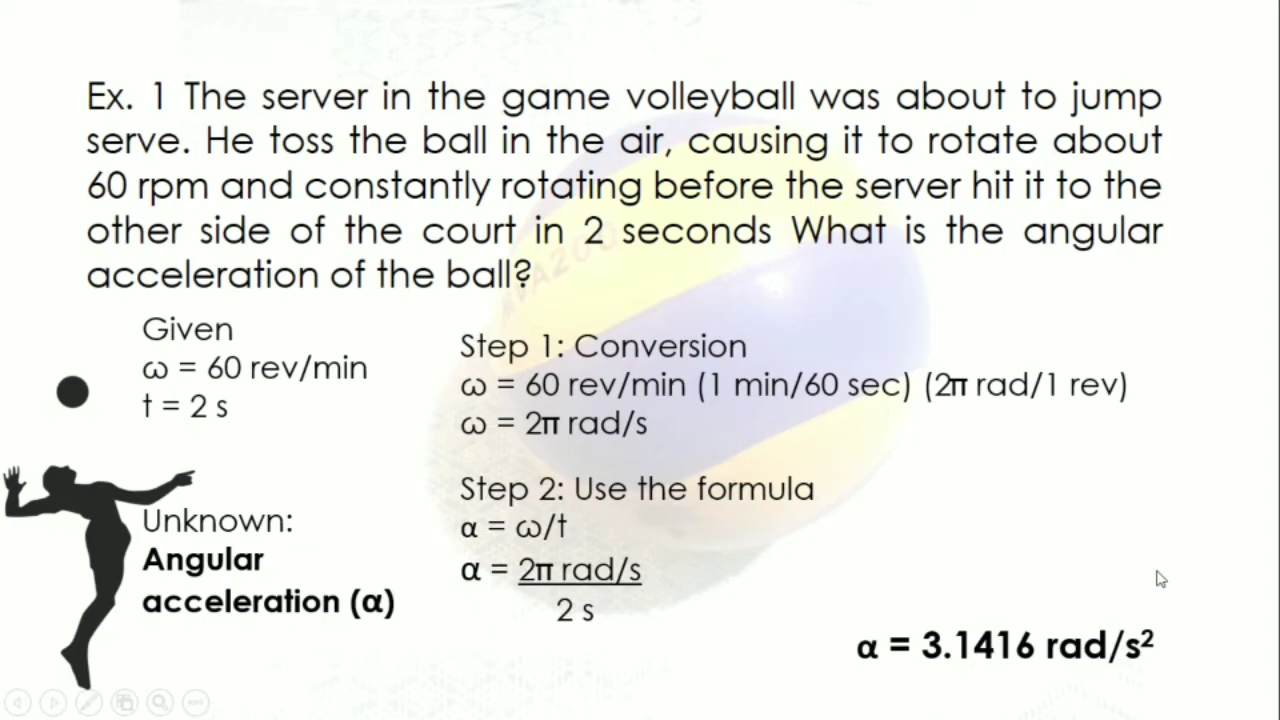 Ex. 1 The server in the game volleyball was about to jump
serve. He toss the ball in the air, causing it to rotate about
60 rpm and constantly rotating before the server hit it to the
other side of the court in 2 seconds What is the angular
acceleration of the ball?
Given
ω = 60 rev/min
t = 2 s
Unknown:
Angular
acceleration (α)
Step 1: Conversion
ω = 60 rev/min (1 min/60 sec) (2π rad/1 rev)
ω = 2π rad/s
Step 2: Use the formula
α = ω/t
α = 2π rad/s
2 s
α = 3.1416 rad/s²